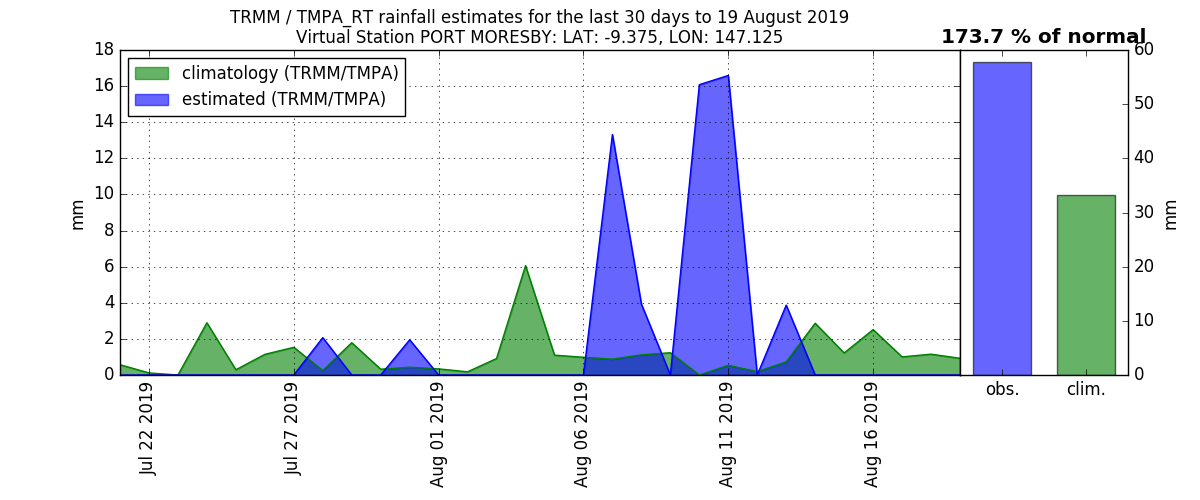 TRMM / TMPA_RT rainfall estimates for the last 30 days to 19 August 2019
Virtual Station PORT MORESBY: LAT: -9.375, LON: 147.125
173.7 % of normal
climatology (TRMM/TMPA)
estimated (TRMM/TMPA)
mm
18
16
14
12
10
8
6
4
2
0
Jul 22 2019
Jul 27 2019
Aug 01 2019
Aug 06 2019
Aug 11 2019
Aug 16 2019
60
50
40
30
20
10
0
mm
obs.
clim.